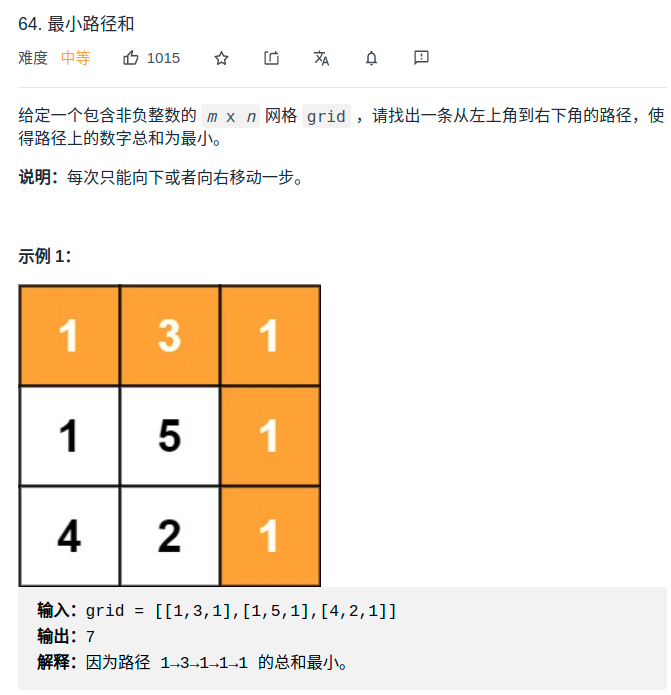 64. 最小路径和
难度 中等 1015
给定一个包含非负整数的 m x n 网格 grid ，请找出一条从左上角到右下角的路径，使
得路径上的数字总和为最小。
说明：每次只能向下或者向右移动一步。
示例 1：
1 3 1
1 5 1
4 2 1
输入：grid = [[1,3,1],[1,5,1],[4,2,1]]
输出：7
解释：因为路径 1→3→1→1→1 的总和最小。